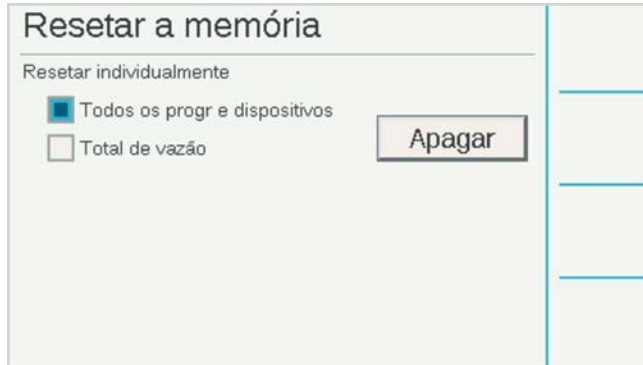 Resetar a memória
Resetar individualmente
Todos os progr e dispositivos
Total de vazão
Apagar